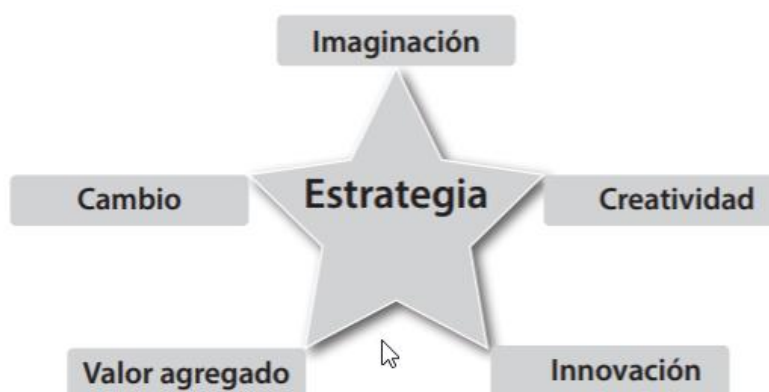 Imaginación
Cambio
Estrategia
Creatividad
Valor agregado
Innovación